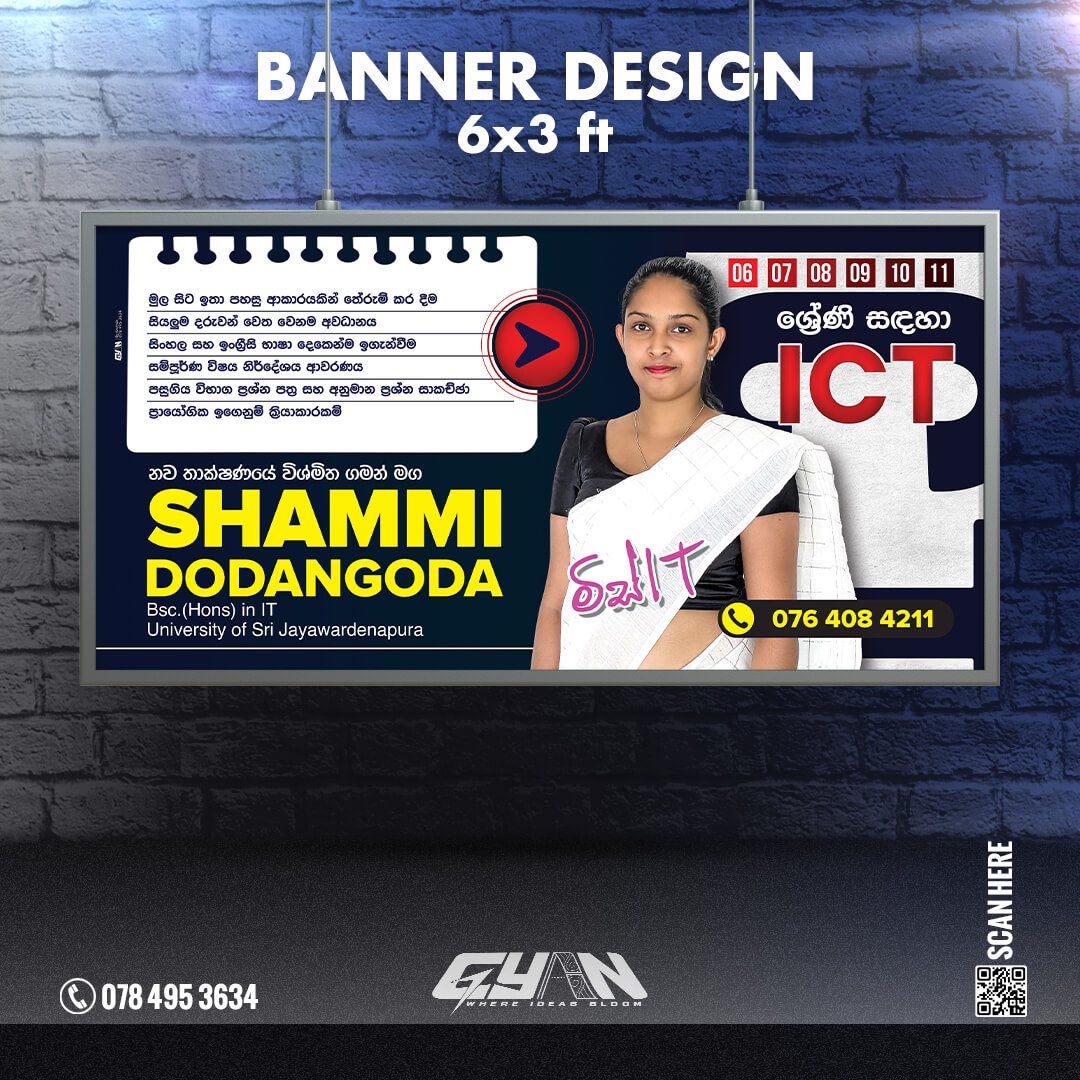 BANNER DESIGN
6x3 ft
මුල සිට ඉතා පහසු ආකාරයකින් තේරුම් කර දීම
සියලුම දරුවන් වෙත වෙනම අවධානය
සිංහල සහ ඉංග්‍රීසි භාෂා දෙකෙන්ම ඉගැන්වීම
සම්පූර්ණ විෂය නිර්දේශය ආවරණය
පසුගිය විභාග ප්‍රශ්න පත්‍ර සහ අනුමාන ප්‍රශ්න සාකච්ඡා
ප්‍රායෝගික ඉගෙනුම් ක්‍රියාකාරකම්
නව තාක්ෂණයේ විශ්මිත ගමන් මග
SHAMMI
DODANGODA
Bsc.(Hons) in IT
University of Sri Jayawardenapura
06 07 08 09 10 11
ශ්‍රේණි සඳහා
ICT
මිස් IT
076 408 4211
SCAN HERE
078 495 3634
GYAN
WHERE IDEAS BLOOM